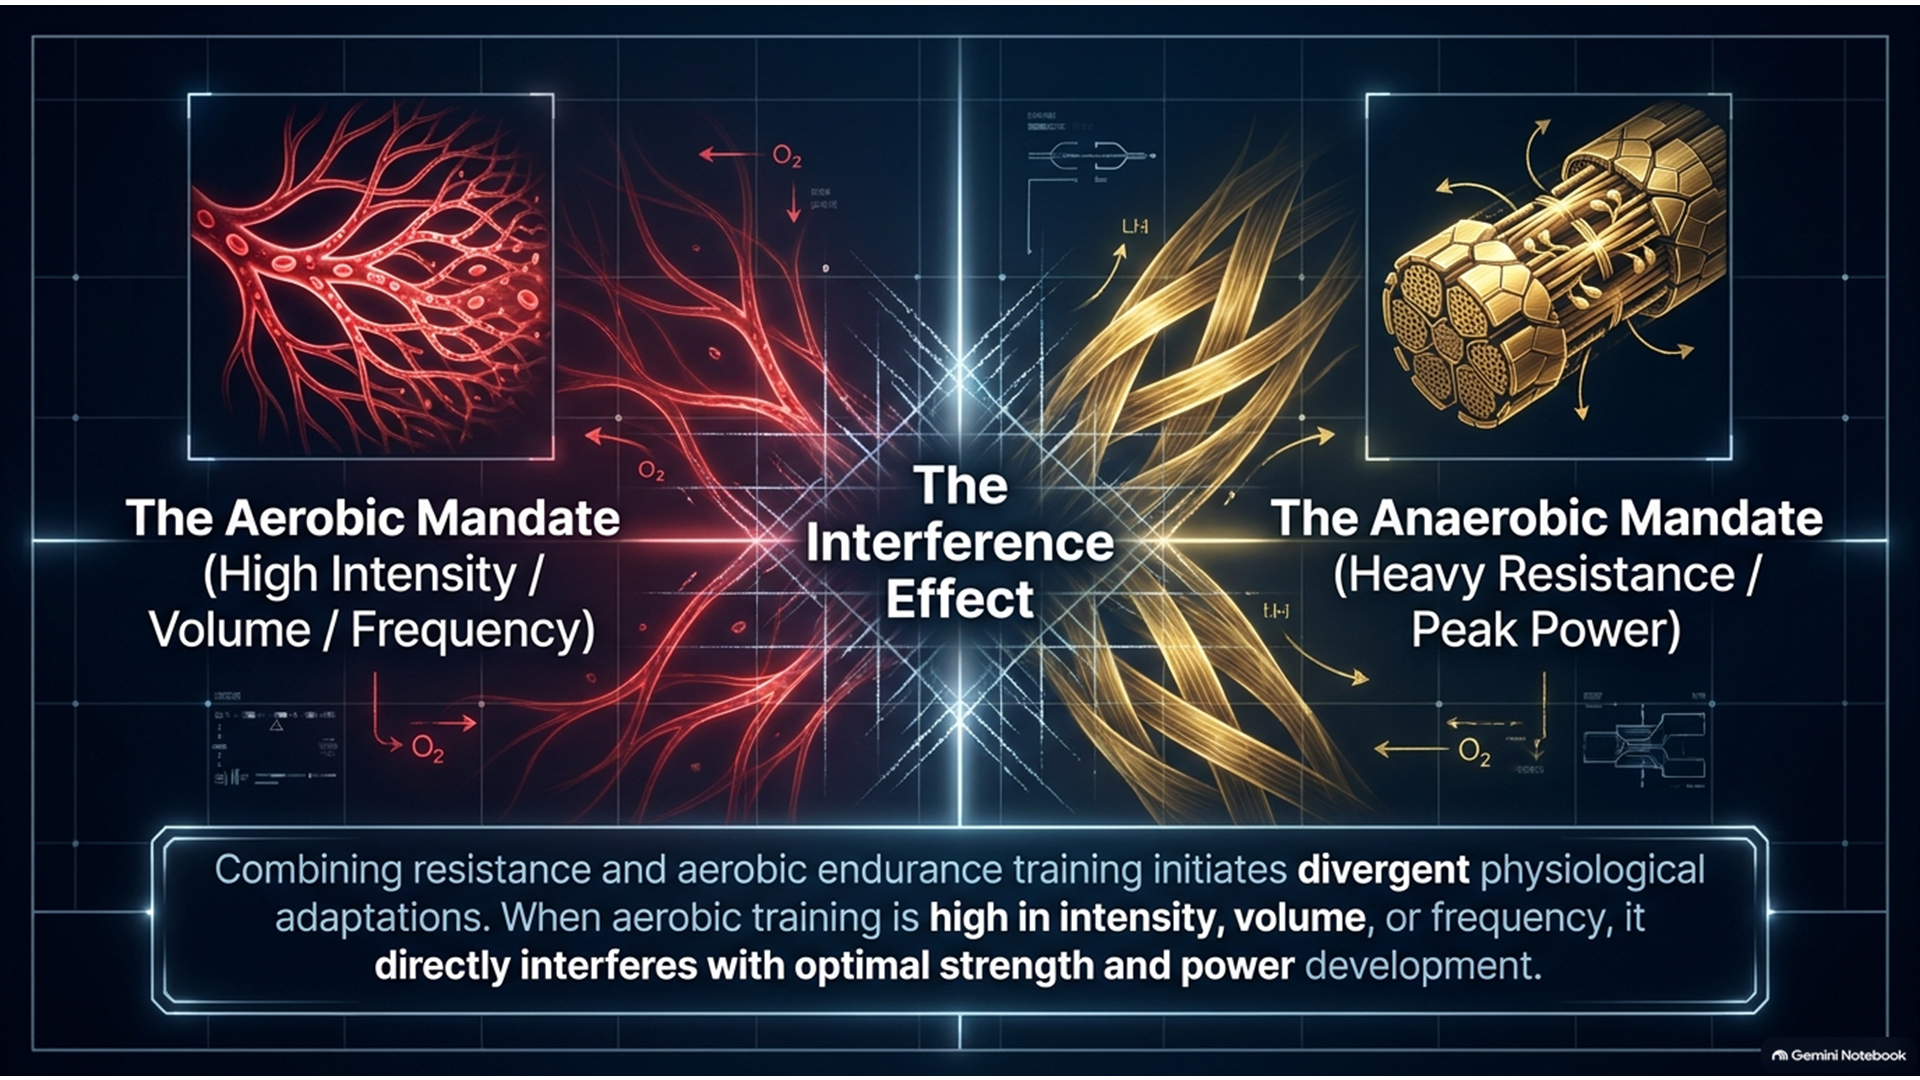 O₂
The
Interference
Effect
O₂
The Aerobic Mandate
(High Intensity /
Volume / Frequency)
O₂
The Anaerobic Mandate
(Heavy Resistance /
Peak Power)
O₂
Combining resistance and aerobic endurance training initiates divergent physiological
adaptations. When aerobic training is high in intensity, volume, or frequency, it
directly interferes with optimal strength and power development.
Gemini Notebook